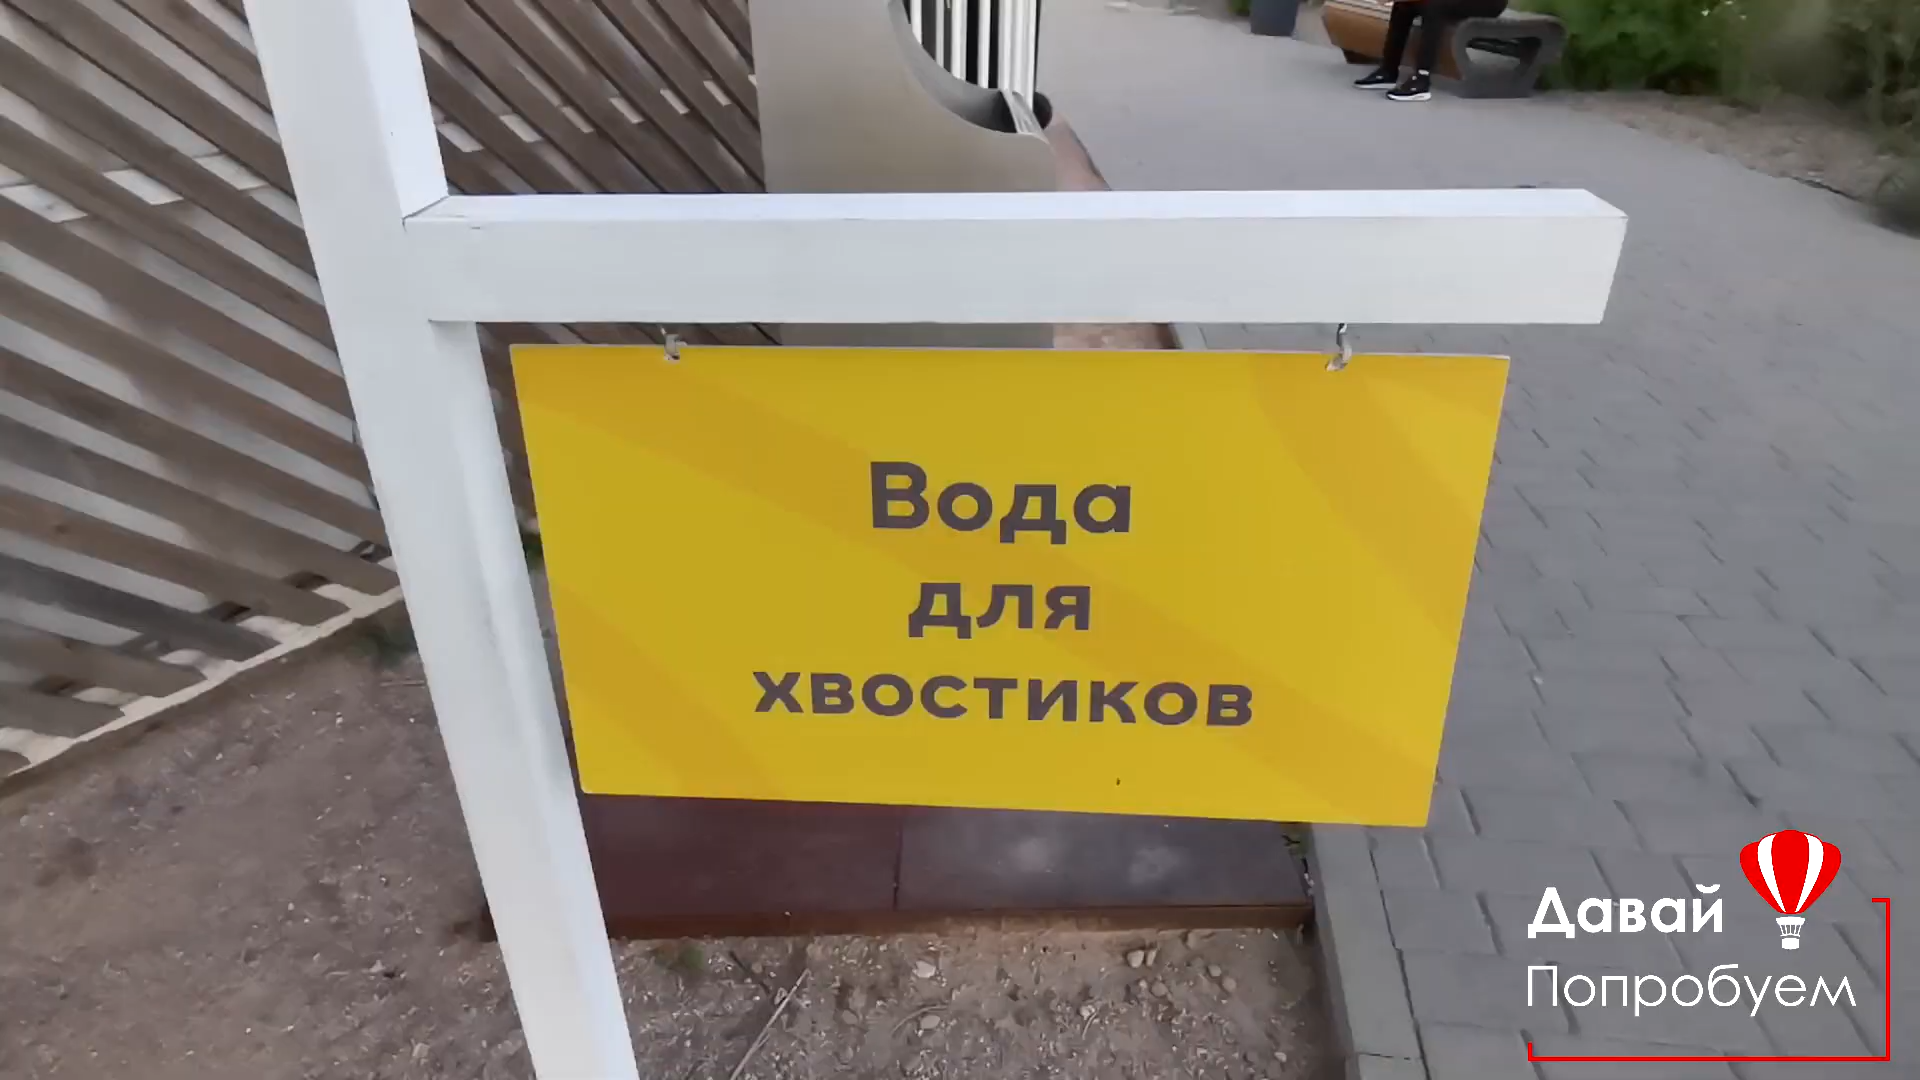 Вода
для
хвостиков
Давай
Попробуем